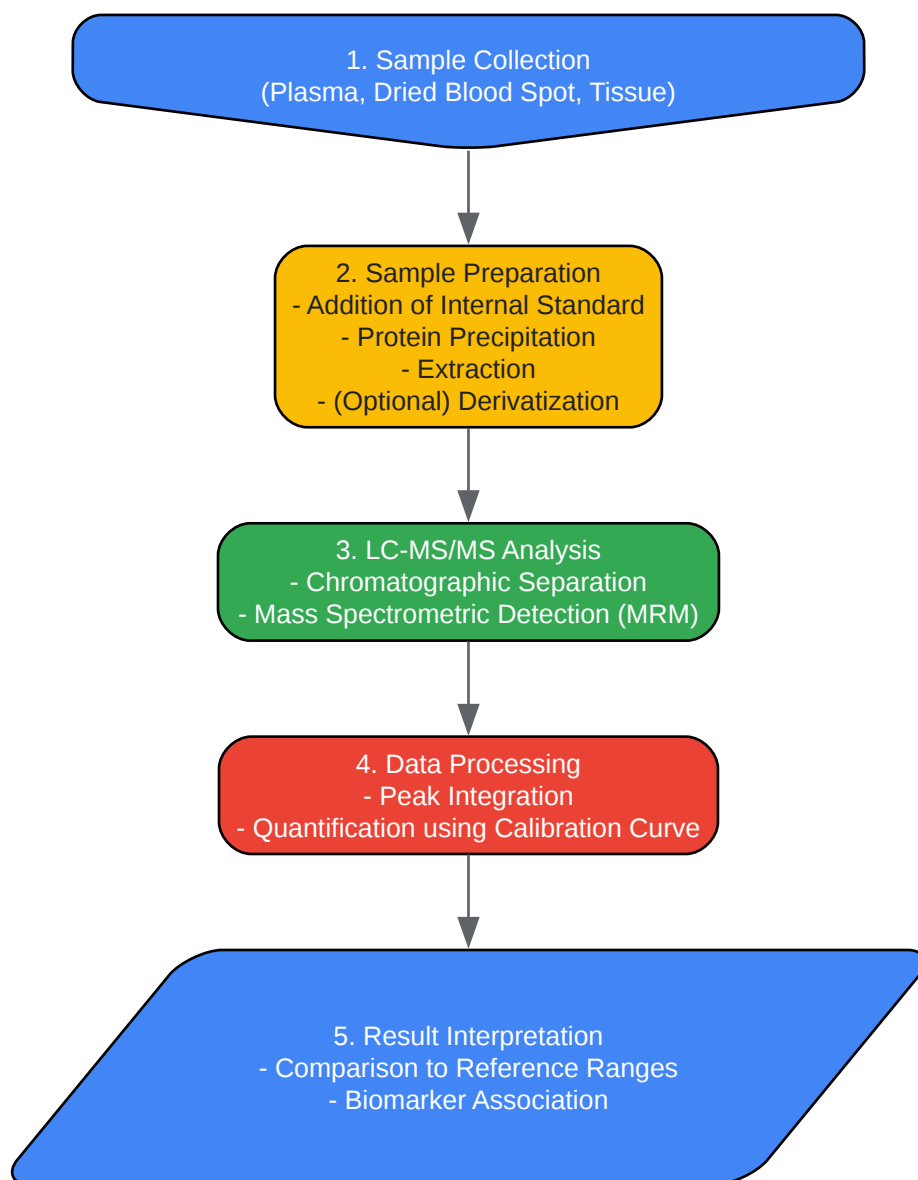 1. Sample Collection
(Plasma, Dried Blood Spot, Tissue)
2. Sample Preparation
- Addition of Internal Standard
- Protein Precipitation
- Extraction
- (Optional) Derivatization
3. LC-MS/MS Analysis
- Chromatographic Separation
- Mass Spectrometric Detection (MRM)
4. Data Processing
- Peak Integration
- Quantification using Calibration Curve
5. Result Interpretation
- Comparison to Reference Ranges
- Biomarker Association